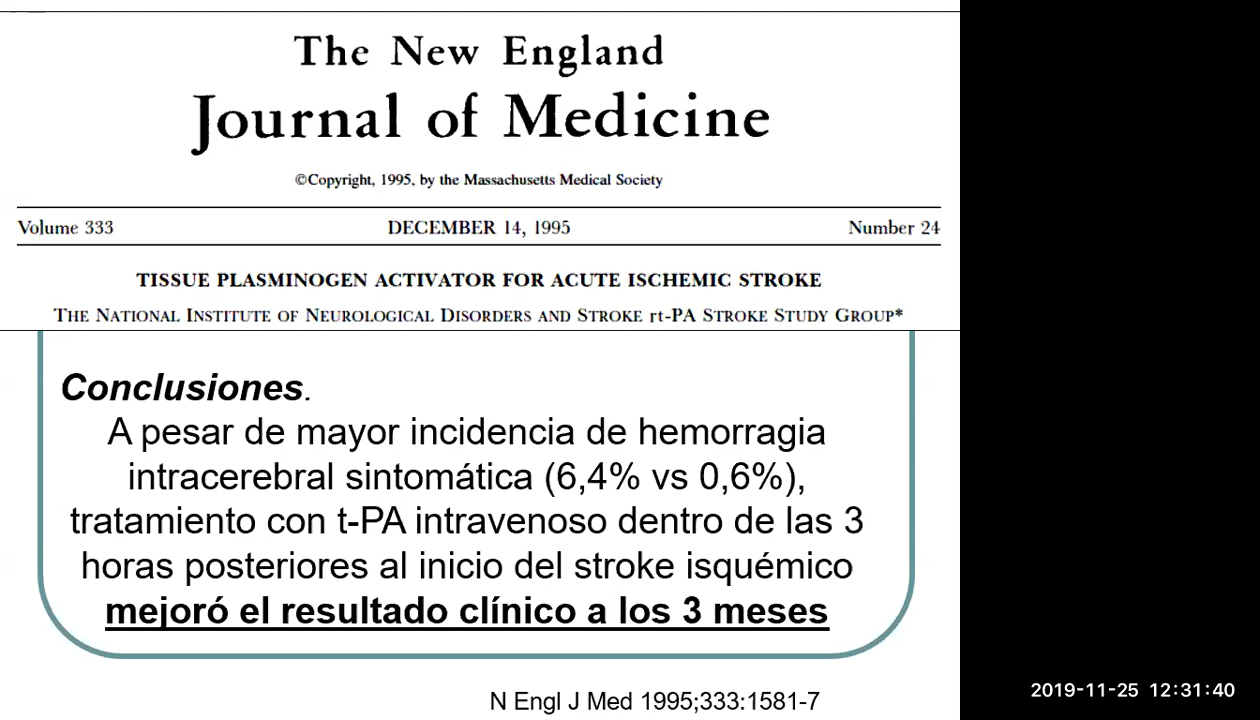 The New England
Journal of Medicine
©Copyright, 1995, by the Massachusetts Medical Society
Volume 333 DECEMBER 14, 1995 Number 24
TISSUE PLASMINOGEN ACTIVATOR FOR ACUTE ISCHEMIC STROKE
THE NATIONAL INSTITUTE OF NEUROLOGICAL DISORDERS AND STROKE rt-PA STROKE STUDY GROUP*
Conclusiones.
A pesar de mayor incidencia de hemorragia
intracerebral sintomática (6,4% vs 0,6%),
tratamiento con t-PA intravenoso dentro de las 3
horas posteriores al inicio del stroke isquémico
mejoró el resultado clínico a los 3 meses
N Engl J Med 1995;333:1581-7
2019-11-25 12:31:40